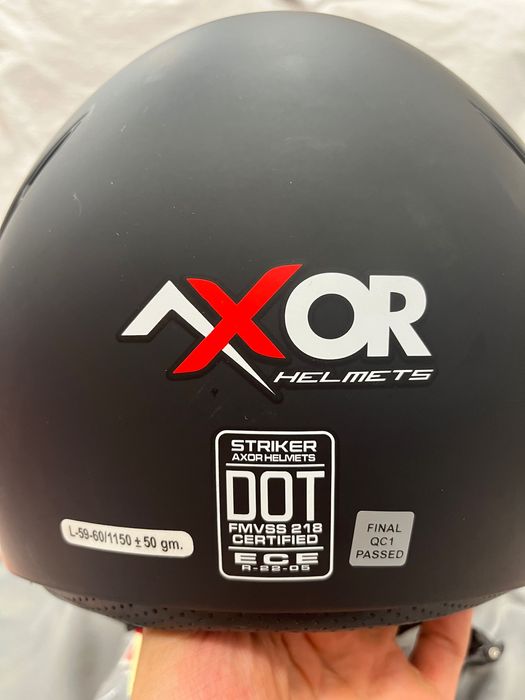 AXOR
HELMETS
STRIKER
AXOR HELMETS
DOT
FMVSS 218
CERTIFIED
ECE
R-22-05
L-59-60/1150 ± 50 gm.
FINAL
QC1
PASSED